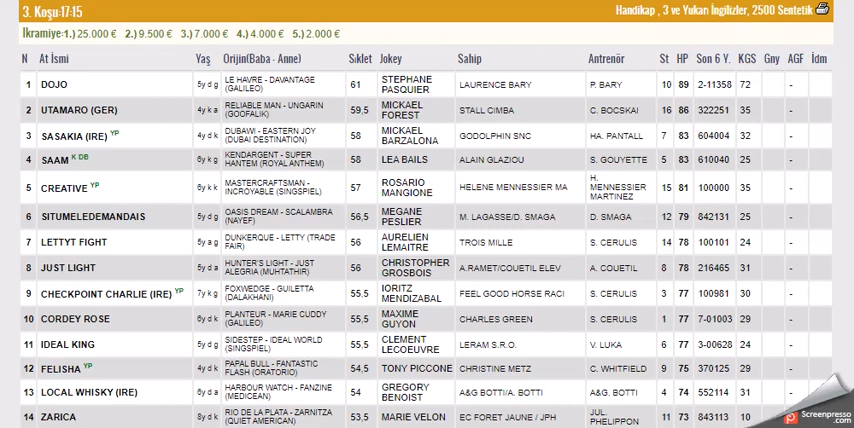 3. Koşu:17:15 Handikap , 3 ve Yukarı İngilizler, 2500 Sentetik
İkramiye:1.) 25.000 € 2.) 9.500 € 3.) 7.000 € 4.) 4.000 € 5.) 2.000 €
N At İsmi Yaş Orijin(Baba - Anne) Sıklet Jokey Sahip Antrenör St HP Son 6 Y. KGS Gny AGF İdm
1 DOJO 5y d g LE HAVRE - DAVANTAGE (GALILEO) 61 STEPHANE PASQUIER LAURENCE BARY P. BARY 10 89 2-11358 72 -
2 UTAMARO (GER) 4y k a RELIABLE MAN - UNGARIN (GOOFALIK) 59,5 MICKAEL FOREST STALL CIMBA C. BOCSKAI 16 86 322251 35 -
3 SASAKIA (IRE) YP 4y d k DUBAWI - EASTERN JOY (DUBAI DESTINATION) 58 MICKAEL BARZALONA GODOLPHIN SNC HA. PANTALL 7 83 604004 32 -
4 SAAM K DB 6y k g KENDARGENT - SUPER HANTEM (ROYAL ANTHEM) 58 LEA BAILS ALAIN GLAZIOU S. GOUYETTE 5 83 610040 25 -
5 CREATIVE YP 6y k k MASTERCRAFTSMAN - INCROYABLE (SINGSPIEL) 57 ROSARIO MANGIONE HELENE MENNESSIER MA H. MENNESSIER MARTINEZ 15 81 100000 35 -
6 SITUMELEDEMANDAIS 5y d g OASIS DREAM - SCALAMBRA (NAYEF) 56,5 MEGANE PESLIER M. LAGASSE/D. SMAGA D. SMAGA 12 79 842131 25 -
7 LETTYT FIGHT 5y a g DUNKERQUE - LETTY (TRADE FAIR) 56 AURELIEN LEMAITRE TROIS MILLE S. CERULIS 14 78 100101 24 -
8 JUST LIGHT 5y d a HUNTER'S LIGHT - JUST ALEGRIA (MUHTATHIR) 56 CHRISTOPHER GROSBOIS A.RAMET/COUETIL ELEV A. COUETIL 8 78 216465 31 -
9 CHECKPOINT CHARLIE (IRE) YP 7y k g FOXWEDGE - GUILETTA (DALAKHANI) 55,5 IORITZ MENDIZABAL FEEL GOOD HORSE RACI S. CERULIS 3 77 100981 30 -
10 CORDEY ROSE 6y d k PLANTEUR - MARIE CUDDY (GALILEO) 55,5 MAXIME GUYON CHARLES GREEN S. CERULIS 1 77 7-01003 29 -
11 IDEAL KING 5y d g SIDESTEP - IDEAL WORLD (SINGSPIEL) 55,5 CLEMENT LECOEUVRE LERAM S.R.O. V. LUKA 6 77 3-00628 24 -
12 FELISHA YP 4y d k PAPAL BULL - FANTASTIC FLASH (ORATORIO) 54,5 TONY PICCONE CHRISTINE METZ C. WHITFIELD 9 75 370125 29 -
13 LOCAL WHISKY (IRE) 6y d a HARBOUR WATCH - FANZINE (MEDICEAN) 54 GREGORY BENOIST A&G BOTTI/A. BOTTI A&G. BOTTI 4 74 552114 31 -
14 ZARICA 8y d k RIO DE LA PLATA - ZARNITZA (QUIET AMERICAN) 53,5 MARIE VELON EC FORET JAUNE / JPH JUL. PHELIPPON 11 73 843113 10 -
Screenpresso
.com